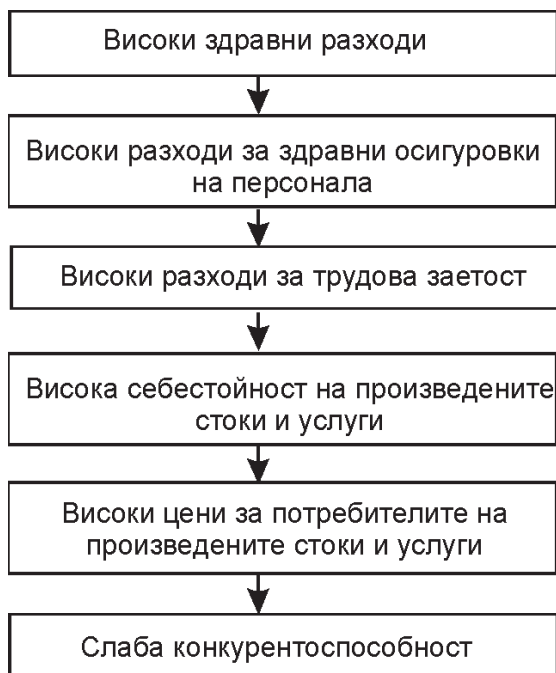 Високи здравни разходи
Високи разходи за здравни осигуровки
на персонала
Високи разходи за трудова заетост
Висока себестойност на произведените
стоки и услуги
Високи цени за потребителите на
произведените стоки и услуги
Слаба конкурентоспособност